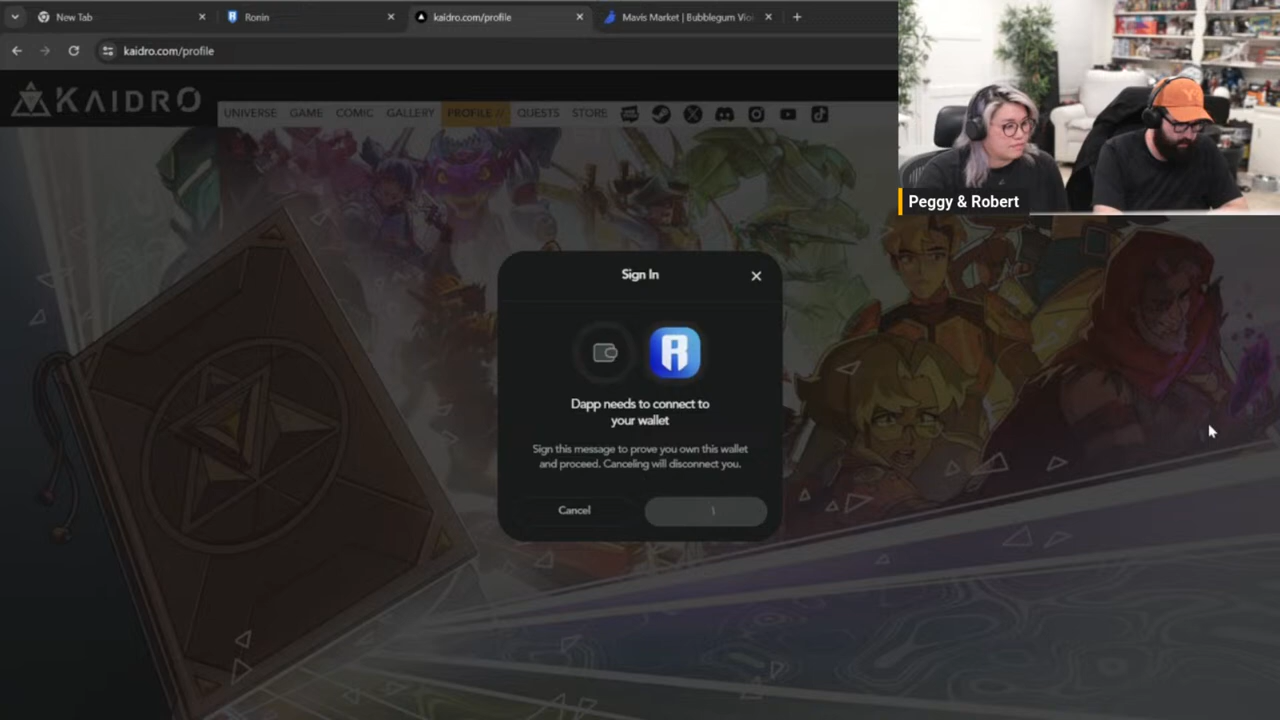 New Tab
Ronin
kaidro.com/profile
Mavis Market | Bubblegum Vio
kaidro.com/profile
KAIDRO
UNIVERSE GAME COMIC GALLERY PROFILE // QUESTS STORE
Peggy & Robert
Sign In
Dapp needs to connect to
your wallet
Sign this message to prove you own this wallet
and proceed. Canceling will disconnect you.
Cancel